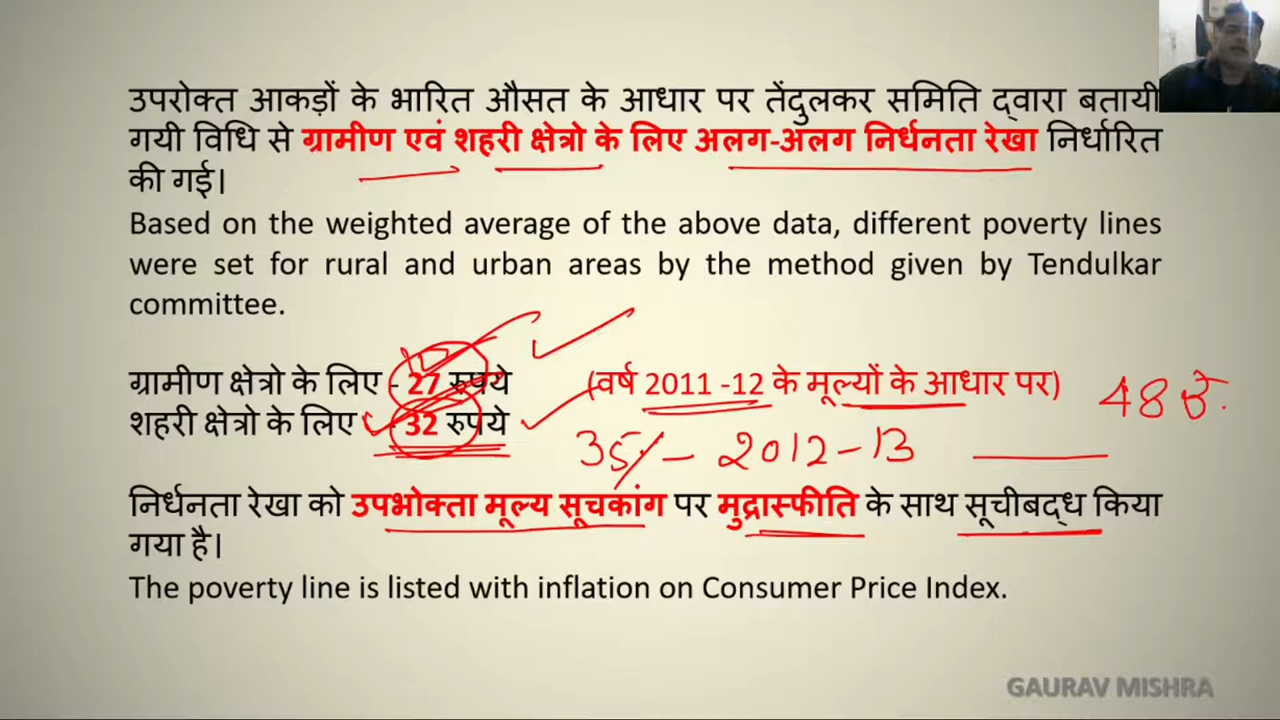 उपरोक्त आकड़ों के भारित औसत के आधार पर तेंदुलकर समिति द्वारा बतायी
गयी विधि से ग्रामीण एवं शहरी क्षेत्रो के लिए अलग-अलग निर्धनता रेखा निर्धारित
की गई।
Based on the weighted average of the above data, different poverty lines
were set for rural and urban areas by the method given by Tendulkar
committee.
ग्रामीण क्षेत्रो के लिए - 27 रुपये (वर्ष 2011 -12 के मूल्यों के आधार पर) 48 रु.
शहरी क्षेत्रो के लिए - 32 रुपये
35/- 2012-13
निर्धनता रेखा को उपभोक्ता मूल्य सूचकांग पर मुद्रास्फीति के साथ सूचीबद्ध किया
गया है।
The poverty line is listed with inflation on Consumer Price Index.
GAURAV MISHRA